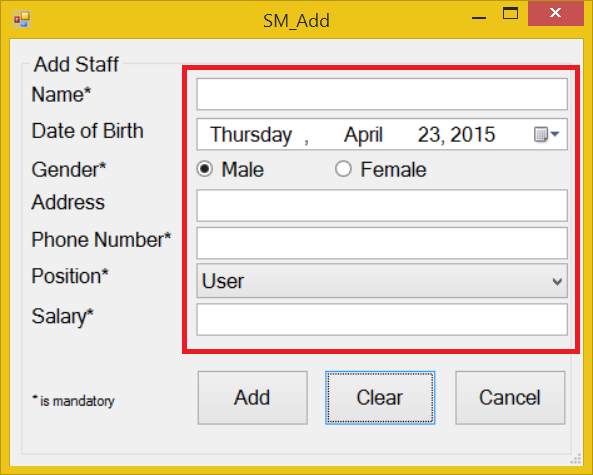 SM_Add
Add Staff
Name*
Date of Birth Thursday , April 23, 2015
Gender* Male Female
Address
Phone Number*
Position* User
Salary*
* is mandatory Add Clear Cancel